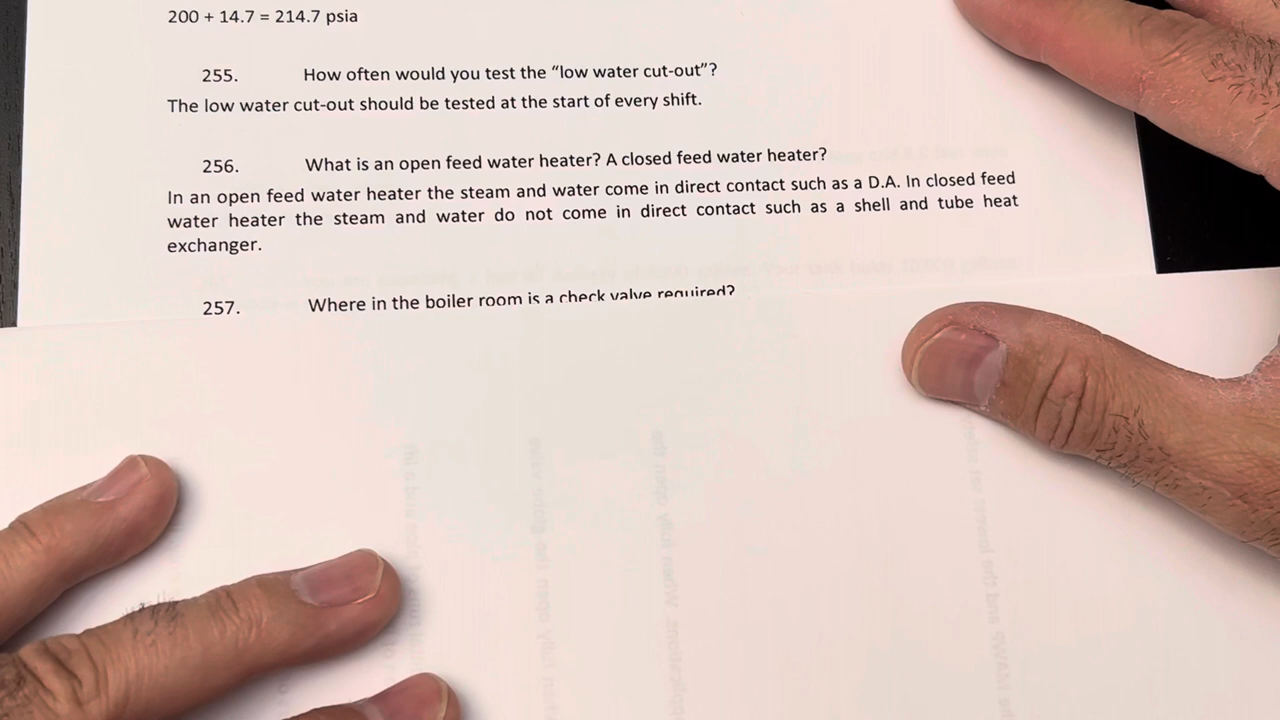 200 + 14.7 = 214.7 psia
255. How often would you test the “low water cut-out”?
The low water cut-out should be tested at the start of every shift.
256. What is an open feed water heater? A closed feed water heater?
In an open feed water heater the steam and water come in direct contact such as a D.A. In closed feed
water heater the steam and water do not come in direct contact such as a shell and tube heat
exchanger.
257. Where in the boiler room is a check valve required?